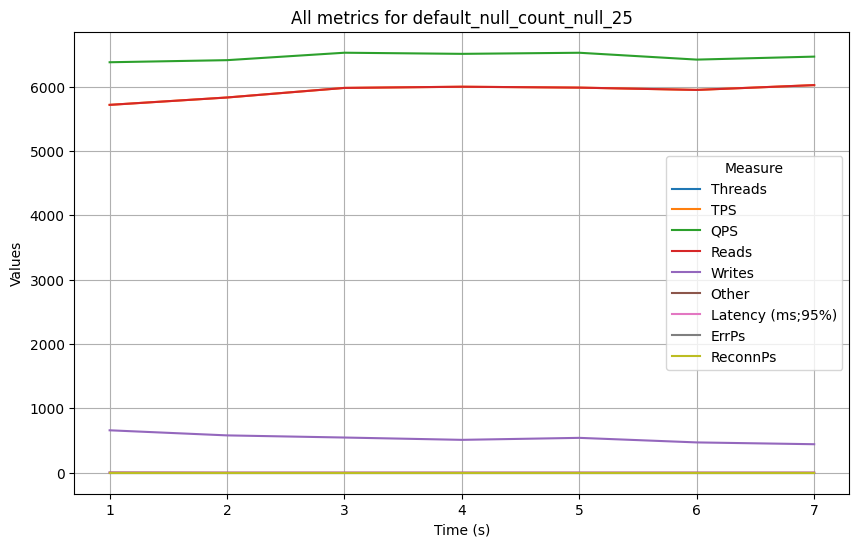 All metrics for default_null_count_null_25
Values
6000
5000
4000
3000
2000
1000
0
Measure
Threads
TPS
QPS
Reads
Writes
Other
Latency (ms;95%)
ErrPs
ReconnPs
1 2 3 4 5 6 7
Time (s)